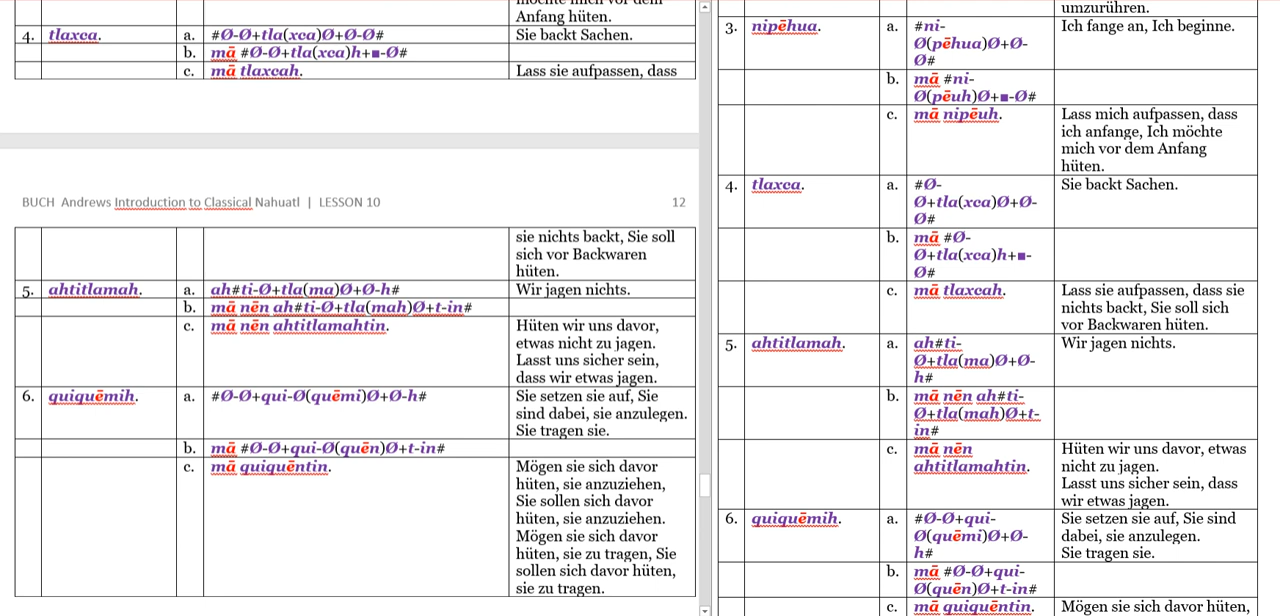 möchte mich vor dem
Anfang hüten.
4. tlaxca. a. #Ø-Ø+tla(xca)Ø+Ø-Ø# Sie backt Sachen.
b. mā #Ø-Ø+tla(xca)h+■-Ø#
c. mā tlaxcah. Lass sie aufpassen, dass
BUCH Andrews Introduction to Classical Nahuatl | LESSON 10 12
sie nichts backt, Sie soll
sich vor Backwaren
hüten.
5. ahtitlamah. a. ah#ti-Ø+tla(ma)Ø+Ø-h# Wir jagen nichts.
b. mā nēn ah#ti-Ø+tla(mah)Ø+t-in#
c. mā nēn ahtitlamahtin. Hüten wir uns davor,
etwas nicht zu jagen.
Lasst uns sicher sein,
dass wir etwas jagen.
6. quiquēmih. a. #Ø-Ø+qui-Ø(quēmi)Ø+Ø-h# Sie setzen sie auf, Sie
sind dabei, sie anzulegen.
Sie tragen sie.
b. mā #Ø-Ø+qui-Ø(quēn)Ø+t-in#
c. mā quiquēntin. Mögen sie sich davor
hüten, sie anzuziehen,
Sie sollen sich davor
hüten, sie anzuziehen.
Mögen sie sich davor
hüten, sie zu tragen, Sie
sollen sich davor hüten,
sie zu tragen.
umzurühren.
3. nipēhua. a. #ni- Ich fange an, Ich beginne.
Ø(pēhua)Ø+Ø-
Ø#
b. mā #ni-
Ø(pēuh)Ø+■-Ø#
c. mā nipēuh. Lass mich aufpassen, dass
ich anfange, Ich möchte
mich vor dem Anfang
hüten.
4. tlaxca. a. #Ø- Sie backt Sachen.
Ø+tla(xca)Ø+Ø-
Ø#
b. mā #Ø-
Ø+tla(xca)h+■-
Ø#
c. mā tlaxcah. Lass sie aufpassen, dass sie
nichts backt, Sie soll sich
vor Backwaren hüten.
5. ahtitlamah. a. ah#ti- Wir jagen nichts.
Ø+tla(ma)Ø+Ø-
h#
b. mā nēn ah#ti-
Ø+tla(mah)Ø+t-
in#
c. mā nēn Hüten wir uns davor, etwas
ahtitlamahtin. nicht zu jagen.
Lasst uns sicher sein, dass
wir etwas jagen.
6. quiquēmih. a. #Ø-Ø+qui- Sie setzen sie auf, Sie sind
Ø(quēmi)Ø+Ø- dabei, sie anzulegen.
h# Sie tragen sie.
b. mā #Ø-Ø+qui-
Ø(quēn)Ø+t-in#
c. mā quiquēntin. Mögen sie sich davor hüten,